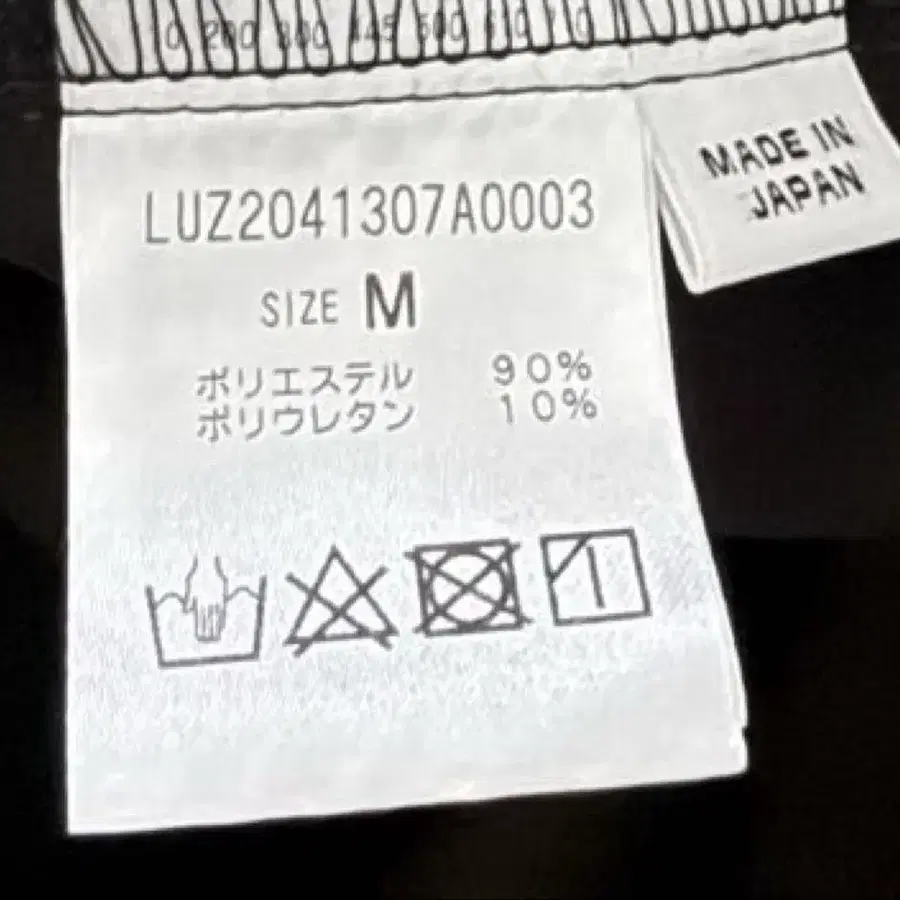 LUZ2041307A0003
SIZE M
ポリエステル 90%
ポリウレタン 10%
MADE IN
JAPAN